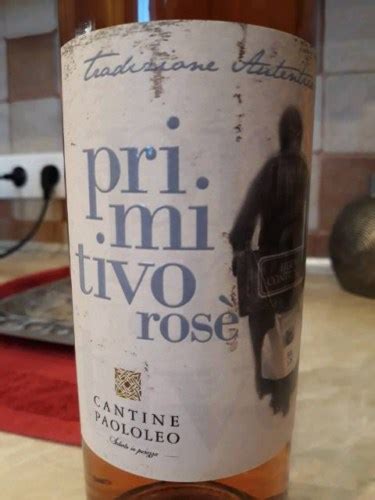 tradizione Autentica
pri.
mi
tivo
rosè
CANTINE
PAOLOLEO